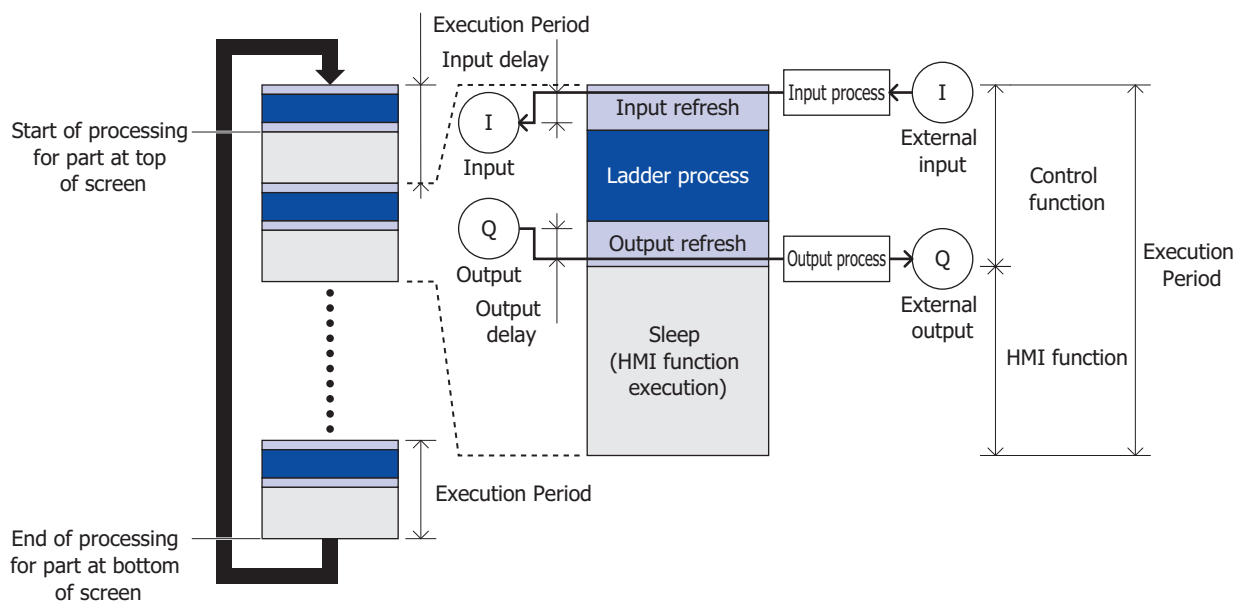 Execution Period
Input delay
Start of processing
for part at top
of screen
I
Input
Input refresh
Input process
I
External
input
Ladder process
Control
function
Q
Output
Output refresh
Output process
Q
External
output
Execution
Period
Output
delay
Sleep
(HMI function
execution)
HMI function
Execution Period
End of processing
for part at bottom
of screen